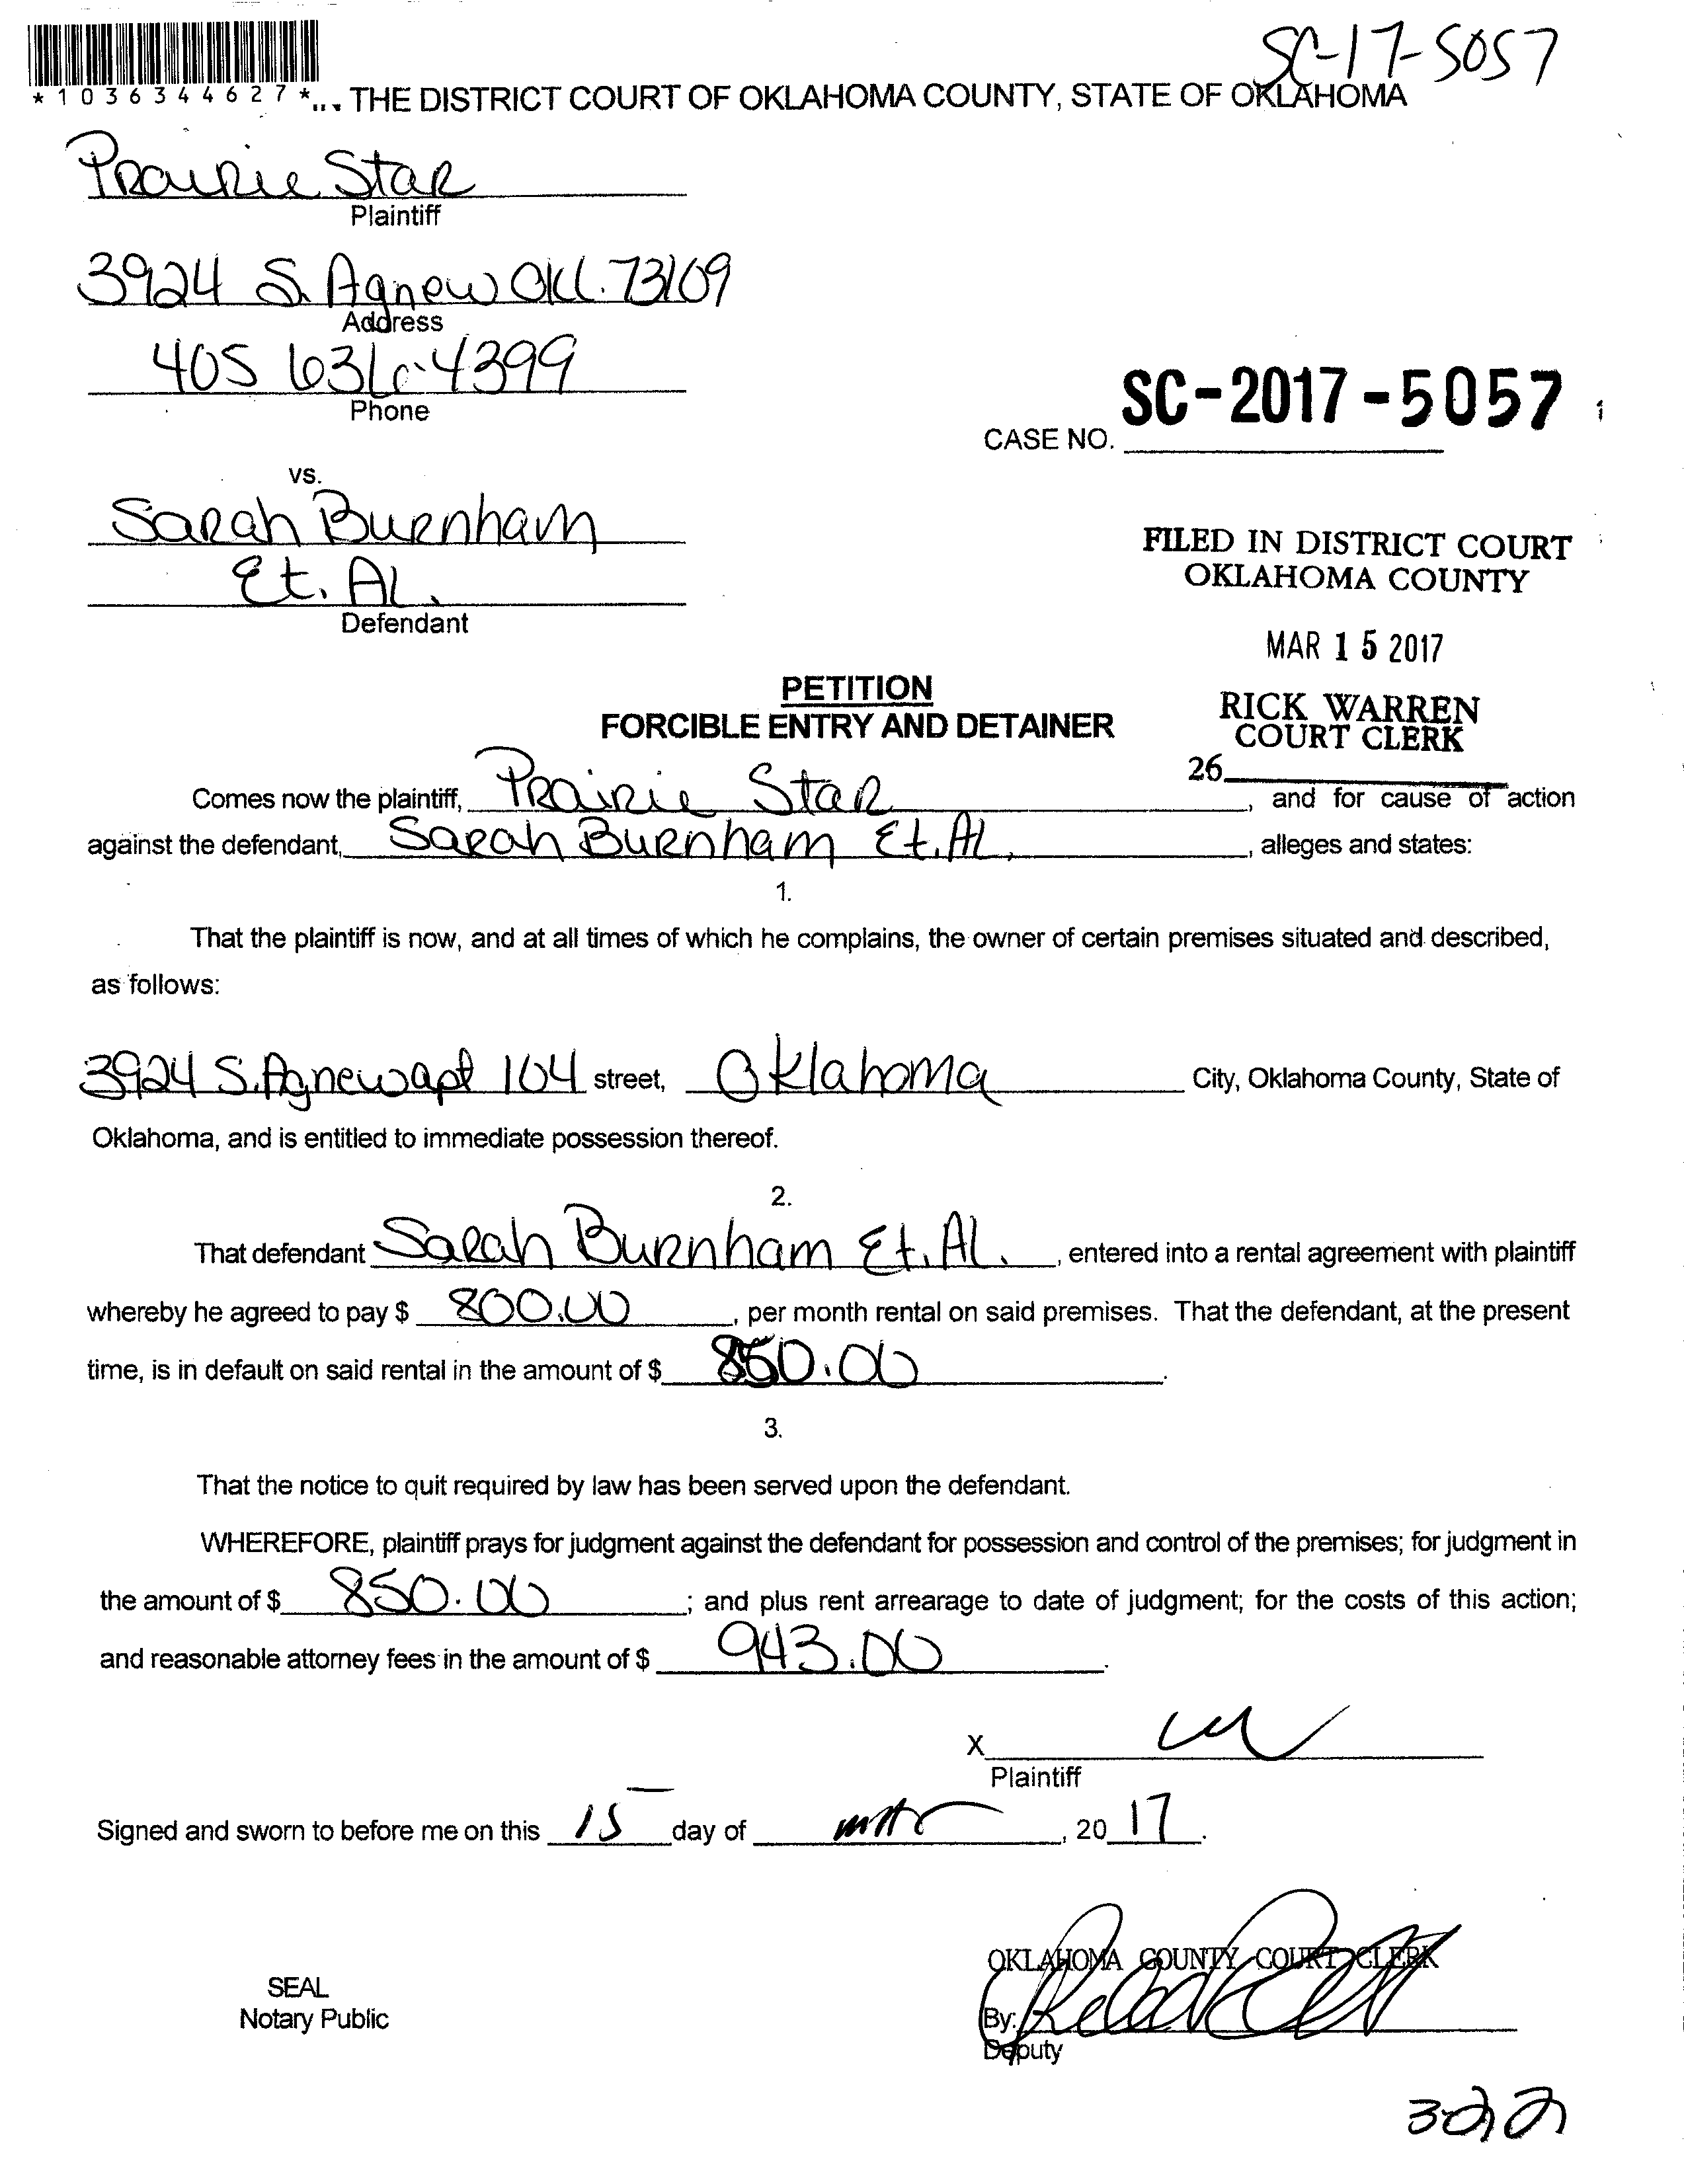 SC-17-5057
*1036344627*... THE DISTRICT COURT OF OKLAHOMA COUNTY, STATE OF OKLAHOMA
Prairie Star
Plaintiff
3924 S. Agnew OKC. 73109
Address
405 636-4399
Phone
SC-2017-5057
CASE NO.
vs.
Sarah Burnham
Et. Al.
Defendant
FILED IN DISTRICT COURT
OKLAHOMA COUNTY
MAR 15 2017
RICK WARREN
COURT CLERK
26
PETITION
FORCIBLE ENTRY AND DETAINER
Comes now the plaintiff, Prairie Star, and for cause of action
against the defendant, Sarah Burnham Et. Al., alleges and states:
1.
That the plaintiff is now, and at all times of which he complains, the owner of certain premises situated and described,
as follows:
3924 S. Agnew apt 104 street, Oklahoma City, Oklahoma County, State of
Oklahoma, and is entitled to immediate possession thereof.
2.
That defendant Sarah Burnham Et. Al., entered into a rental agreement with plaintiff
whereby he agreed to pay $ 800.00, per month rental on said premises. That the defendant, at the present
time, is in default on said rental in the amount of $ 850.00.
3.
That the notice to quit required by law has been served upon the defendant.
WHEREFORE, plaintiff prays for judgment against the defendant for possession and control of the premises; for judgment in
the amount of $ 850.00; and plus rent arrearage to date of judgment; for the costs of this action;
and reasonable attorney fees in the amount of $ 943.00.
X
Plaintiff
Signed and sworn to before me on this 15 day of mar, 20 17.
OKLAHOMA COUNTY COURT CLERK
SEAL
Notary Public
By:
Deputy